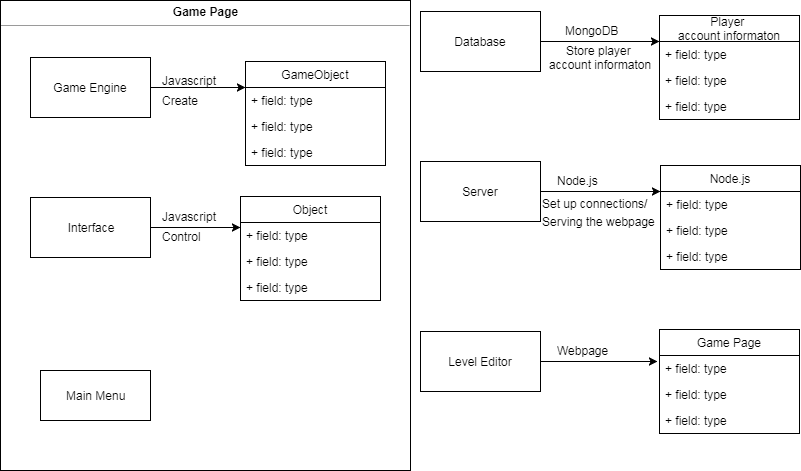 Game Page
Game Engine
Javascript
Create
GameObject
+ field: type
+ field: type
+ field: type
Interface
Javascript
Control
Object
+ field: type
+ field: type
+ field: type
Main Menu
Database
MongoDB
Store player
account informaton
Player
account informaton
+ field: type
+ field: type
+ field: type
Server
Node.js
Set up connections/
Serving the webpage
Node.js
+ field: type
+ field: type
+ field: type
Level Editor
Webpage
Game Page
+ field: type
+ field: type
+ field: type